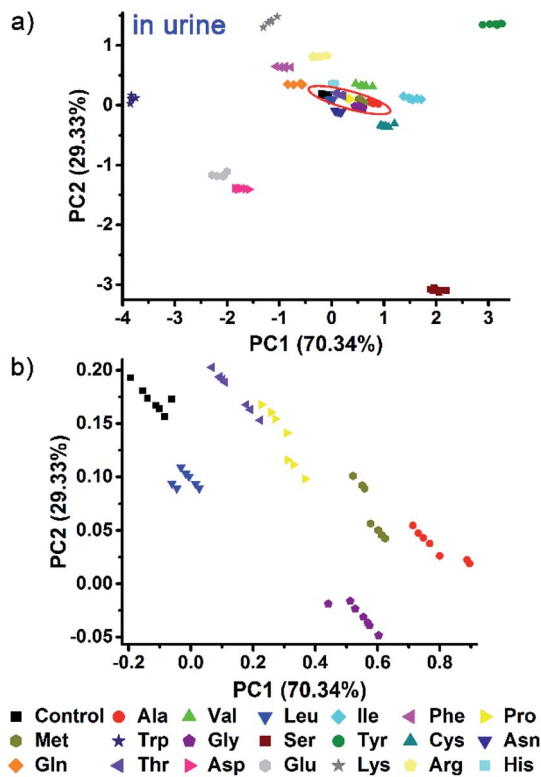 a)
in urine
PC2 (29.33%)
1
0
-1
-2
-3
-4 -3 -2 -1 0 1 2 3
PC1 (70.34%)
b)
PC2 (29.33%)
0.20
0.15
0.10
0.05
0.00
-0.05
-0.2 0.0 0.2 0.4 0.6 0.8
PC1 (70.34%)
Control Ala Val Leu Ile Phe Pro
Met Trp Gly Ser Tyr Cys Asn
Gln Thr Asp Glu Lys Arg His